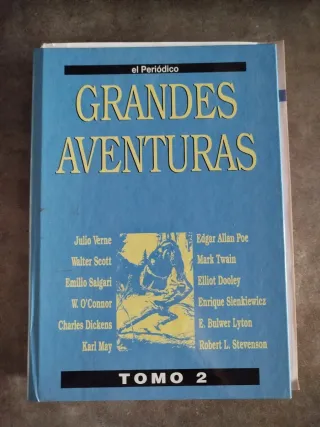 el Periódico
GRANDES
AVENTURAS
Julio Verne
Walter Scott
Emilio Salgari
W. O'Connor
Charles Dickens
Karl May
Edgar Allan Poe
Mark Twain
Elliot Dooley
Enrique Sienkiewicz
E. Bulwer Lyton
Robert L. Stevenson
TOMO 2